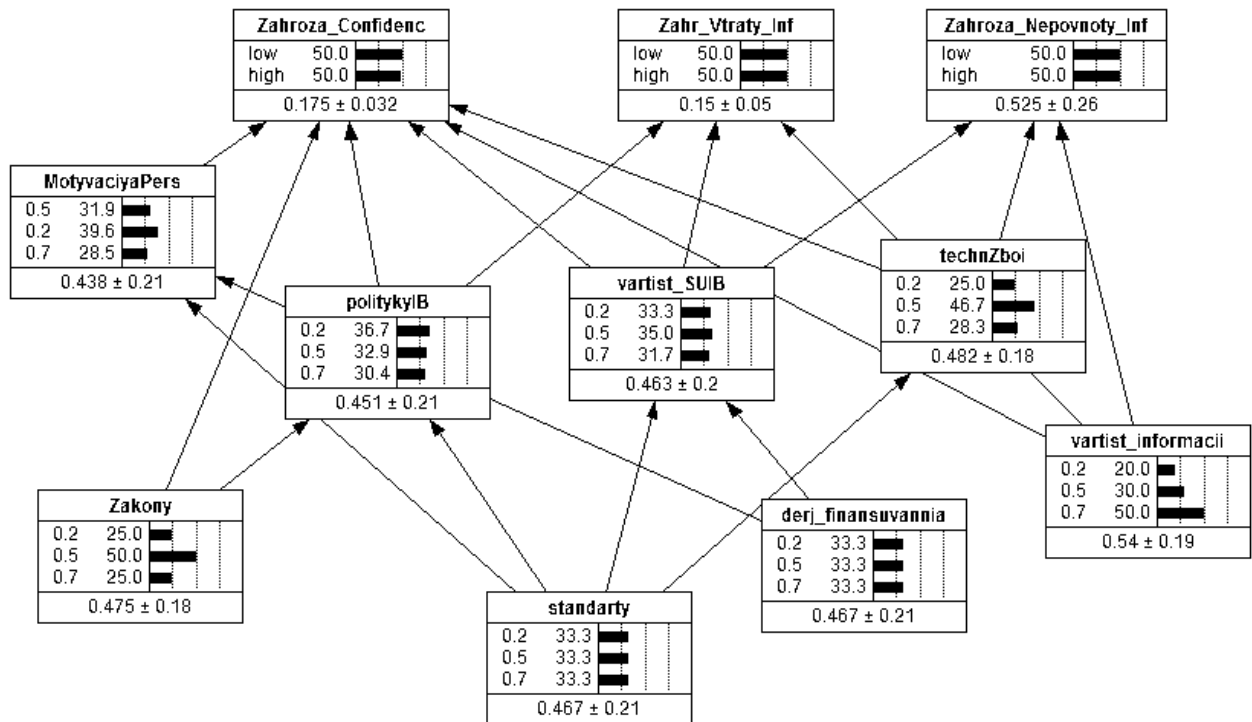 Zahroza_Confidenc
low 50.0
high 50.0
0.175 ± 0.032
Zahr_Vtraty_Inf
low 50.0
high 50.0
0.15 ± 0.05
Zahroza_Nepovnoty_Inf
low 50.0
high 50.0
0.525 ± 0.26
MotyvaciyaPers
0.5 31.9
0.2 39.6
0.7 28.5
0.438 ± 0.21
politykyIB
0.2 36.7
0.5 32.9
0.7 30.4
0.451 ± 0.21
vartist_SUIB
0.2 33.3
0.5 35.0
0.7 31.7
0.463 ± 0.2
technZboi
0.2 25.0
0.5 46.7
0.7 28.3
0.482 ± 0.18
vartist_informacii
0.2 20.0
0.5 30.0
0.7 50.0
0.54 ± 0.19
Zakony
0.2 25.0
0.5 50.0
0.7 25.0
0.475 ± 0.18
standarty
0.2 33.3
0.5 33.3
0.7 33.3
0.467 ± 0.21
derj_finansuvannia
0.2 33.3
0.5 33.3
0.7 33.3
0.467 ± 0.21